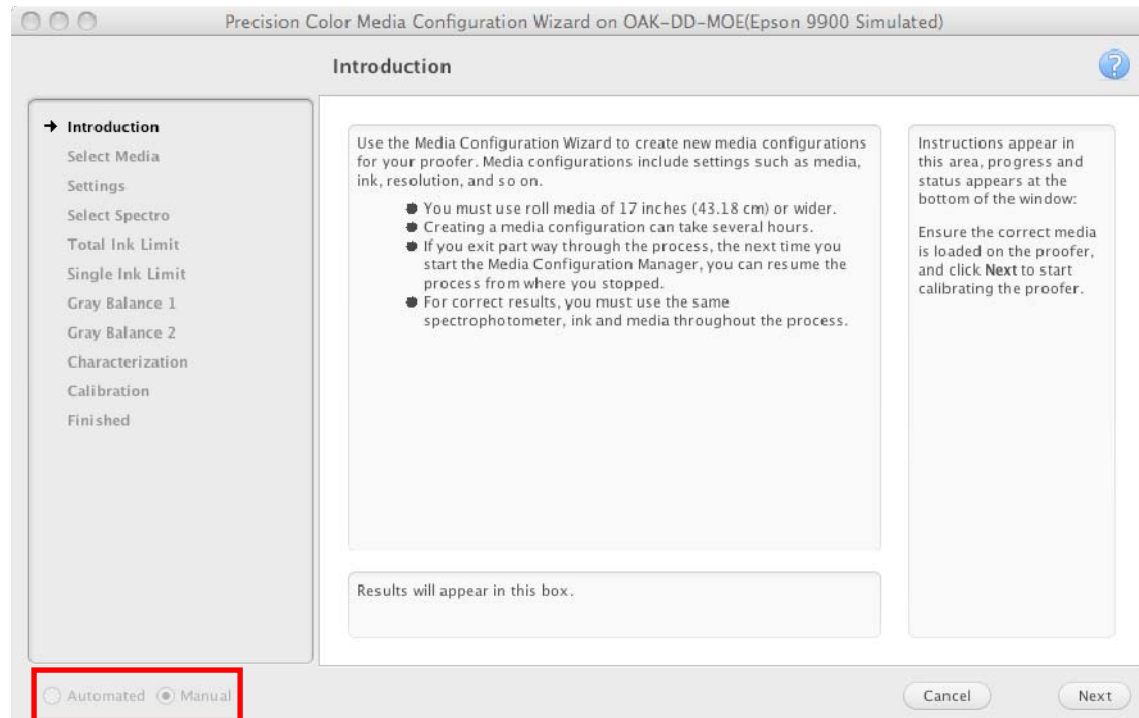 Precision Color Media Configuration Wizard on OAK-DD-MOE(Epson 9900 Simulated)
Introduction
?
Introduction
Select Media
Settings
Select Spectro
Total Ink Limit
Single Ink Limit
Gray Balance 1
Gray Balance 2
Characterization
Calibration
Finished
Use the Media Configuration Wizard to create new media configurations
for your proofer. Media configurations include settings such as media,
ink, resolution, and so on.
You must use roll media of 17 inches (43.18 cm) or wider.
Creating a media configuration can take several hours.
If you exit part way through the process, the next time you
start the Media Configuration Manager, you can resume the
process from where you stopped.
For correct results, you must use the same
spectrophotometer, ink and media throughout the process.
Results will appear in this box.
Instructions appear in
this area, progress and
status appears at the
bottom of the window:
Ensure the correct media
is loaded on the proofer,
and click Next to start
calibrating the proofer.
Automated Manual
Cancel
Next